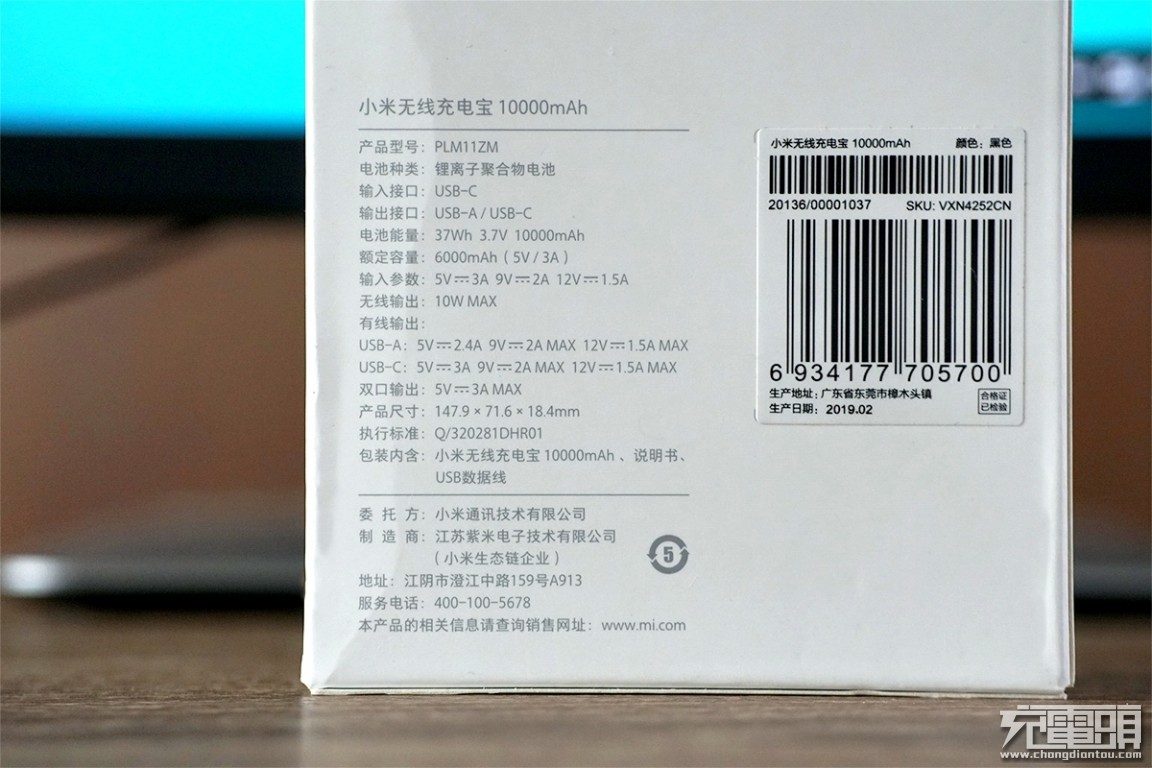 小米无线充电宝 10000mAh
产品型号：PLM11ZM
电池种类：锂离子聚合物电池
输入接口：USB-C
输出接口：USB-A / USB-C
电池能量：37Wh 3.7V 10000mAh
额定容量：6000mAh（5V / 3A）
输入参数：5V⎓3A 9V⎓2A 12V⎓1.5A
无线输出：10W MAX
有线输出：
USB-A：5V⎓2.4A 9V⎓2A MAX 12V⎓1.5A MAX
USB-C：5V⎓3A 9V⎓2A MAX 12V⎓1.5A MAX
双口输出：5V⎓3A MAX
产品尺寸：147.9 × 71.6 × 18.4mm
执行标准：Q/320281DHR01
包装内含：小米无线充电宝 10000mAh 、说明书、
USB数据线
委 托 方：小米通讯技术有限公司
制 造 商：江苏紫米电子技术有限公司
（小米生态链企业）
5
地址：江阴市澄江中路159号A913
服务电话：400-100-5678
本产品的相关信息请查询销售网址：www.mi.com
小米无线充电宝 10000mAh 颜色：黑色
20136/00001037 SKU: VXN4252CN
6 934177 705700
生产地址：广东省东莞市樟木头镇
生产日期：2019.02
合格证
已检验
充電頭
www.chongdiantou.com